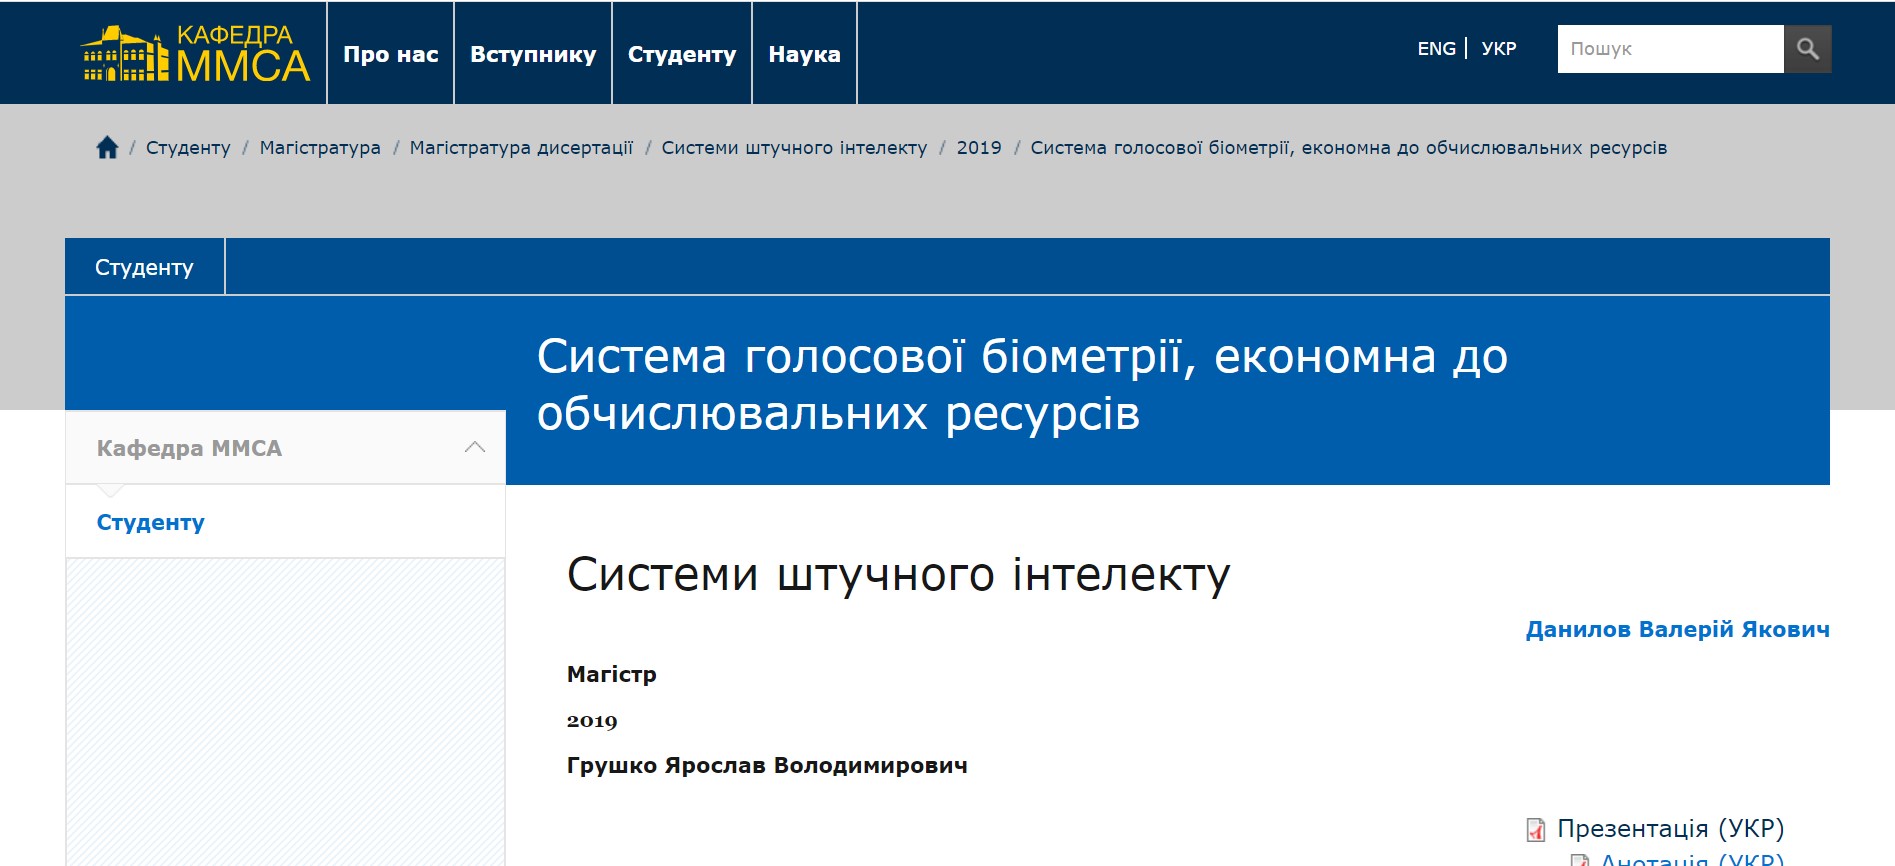 КАФЕДРА
ММСА
Про нас
Вступнику
Студенту
Наука
ENG | УКР
Пошук
/ Студенту / Магістратура / Магістратура дисертації / Системи штучного інтелекту / 2019 / Система голосової біометрії, економна до обчислювальних ресурсів
Студенту
Система голосової біометрії, економна до
обчислювальних ресурсів
Кафедра ММСА
Студенту
Системи штучного інтелекту
Данилов Валерій Якович
Магістр
2019
Грушко Ярослав Володимирович
Презентація (УКР)
Анотація (УКР)